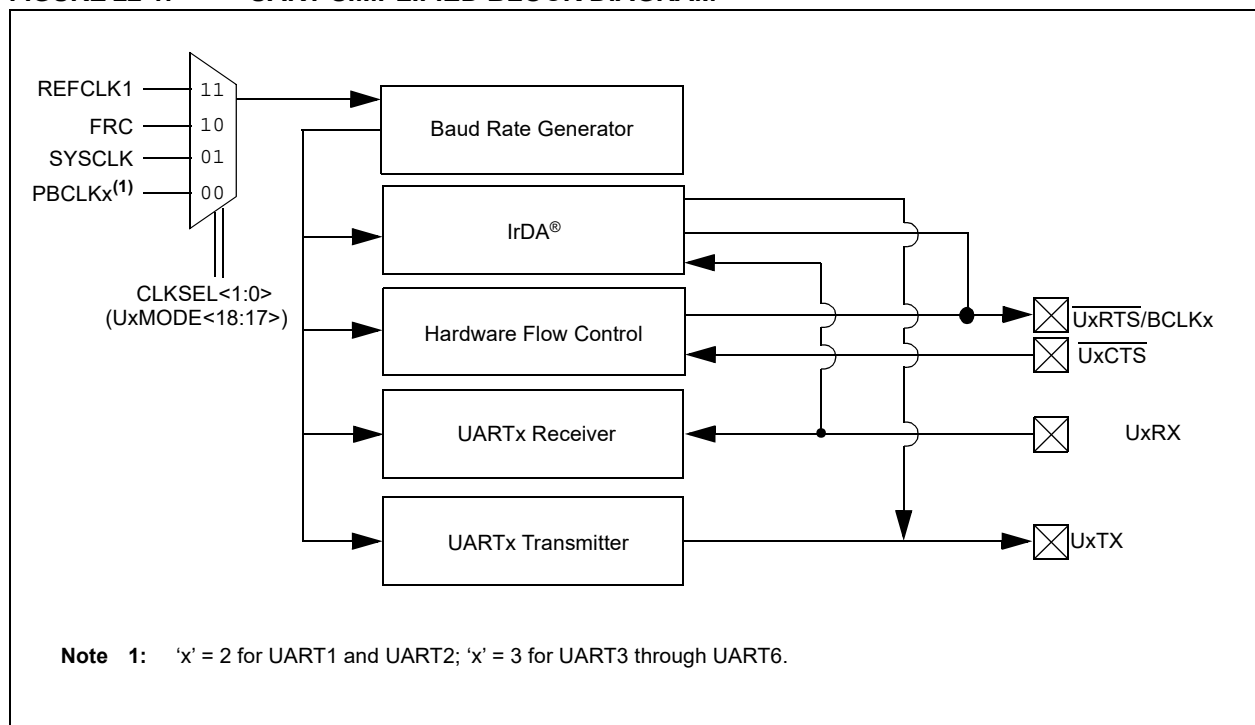 REFCLK1
11
FRC
10
SYSCLK
01
PBCLKx(1)
00
CLKSEL<1:0>
(UxMODE<18:17>)
Baud Rate Generator
IrDA®
Hardware Flow Control
UxRTS/BCLKx
UxCTS
UARTx Receiver
UxRX
UARTx Transmitter
UxTX
Note 1: ‘x’ = 2 for UART1 and UART2; ‘x’ = 3 for UART3 through UART6.